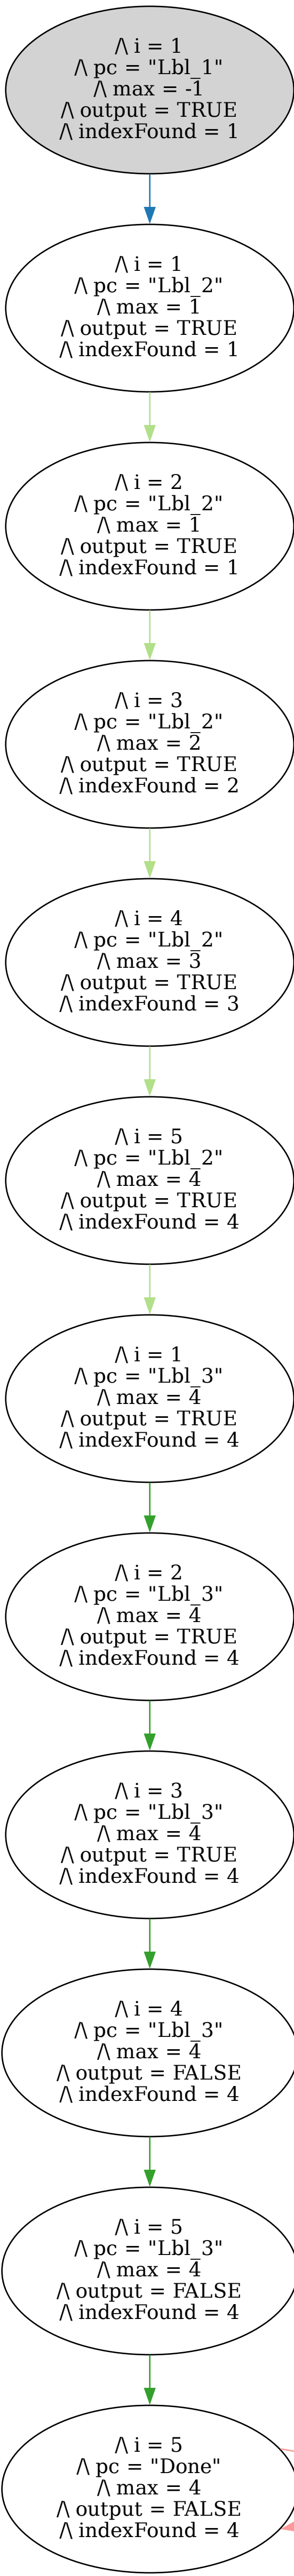 /\ i = 1
/\ pc = "Lbl_1"
/\ max = -1
/\ output = TRUE
/\ indexFound = 1
/\ i = 1
/\ pc = "Lbl_2"
/\ max = 1
/\ output = TRUE
/\ indexFound = 1
/\ i = 2
/\ pc = "Lbl_2"
/\ max = 1
/\ output = TRUE
/\ indexFound = 1
/\ i = 3
/\ pc = "Lbl_2"
/\ max = 2
/\ output = TRUE
/\ indexFound = 2
/\ i = 4
/\ pc = "Lbl_2"
/\ max = 3
/\ output = TRUE
/\ indexFound = 3
/\ i = 5
/\ pc = "Lbl_2"
/\ max = 4
/\ output = TRUE
/\ indexFound = 4
/\ i = 1
/\ pc = "Lbl_3"
/\ max = 4
/\ output = TRUE
/\ indexFound = 4
/\ i = 2
/\ pc = "Lbl_3"
/\ max = 4
/\ output = TRUE
/\ indexFound = 4
/\ i = 3
/\ pc = "Lbl_3"
/\ max = 4
/\ output = TRUE
/\ indexFound = 4
/\ i = 4
/\ pc = "Lbl_3"
/\ max = 4
/\ output = FALSE
/\ indexFound = 4
/\ i = 5
/\ pc = "Lbl_3"
/\ max = 4
/\ output = FALSE
/\ indexFound = 4
/\ i = 5
/\ pc = "Done"
/\ max = 4
/\ output = FALSE
/\ indexFound = 4